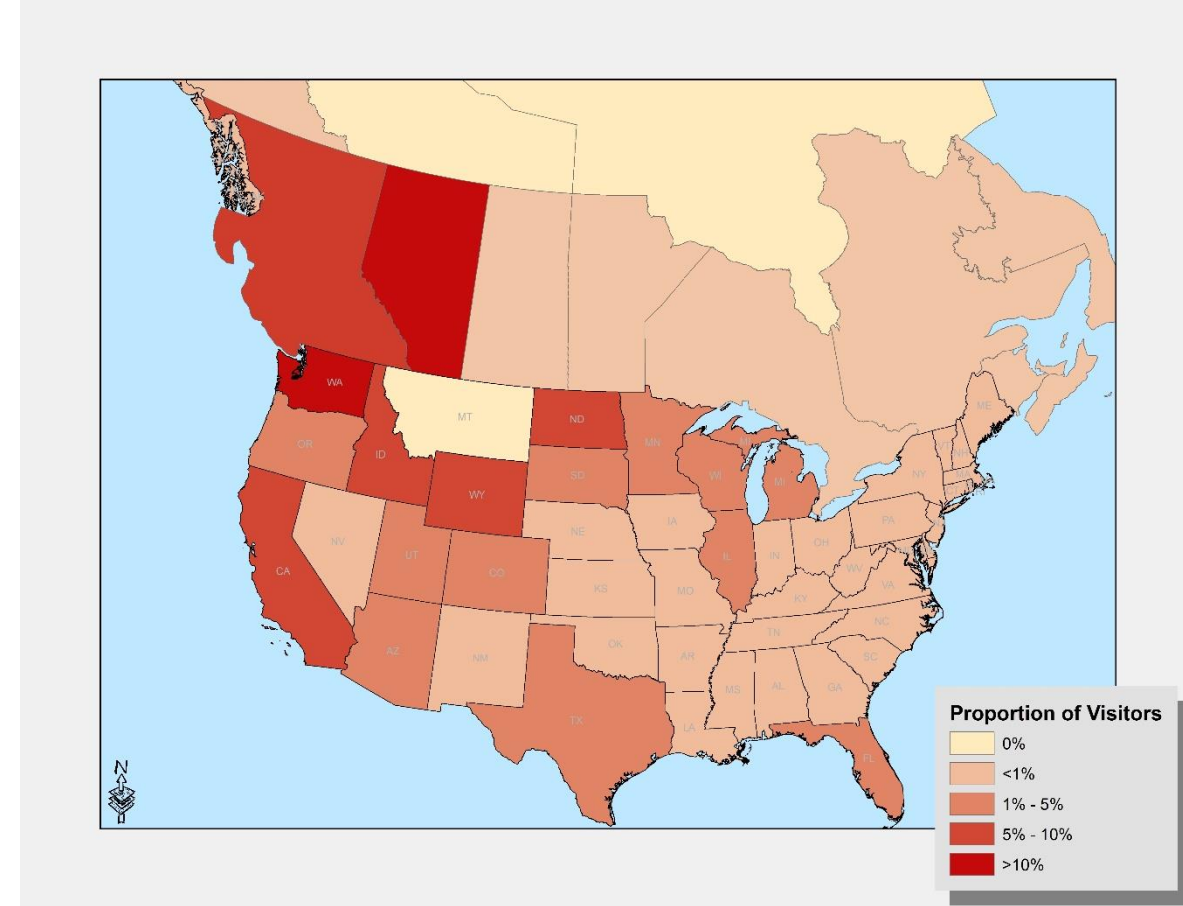 WA
MT
ND
ME
OR
ID
MN
MI
VT
NH
SD
WI
MI
NY
MA
WY
IA
PA
NE
NV
UT
CO
IL
IN
OH
WV
CA
KS
MO
KY
VA
AZ
NM
OK
AR
TN
NC
SC
TX
MS
AL
GA
LA
FL
N
Proportion of Visitors
0%
<1%
1% - 5%
5% - 10%
>10%